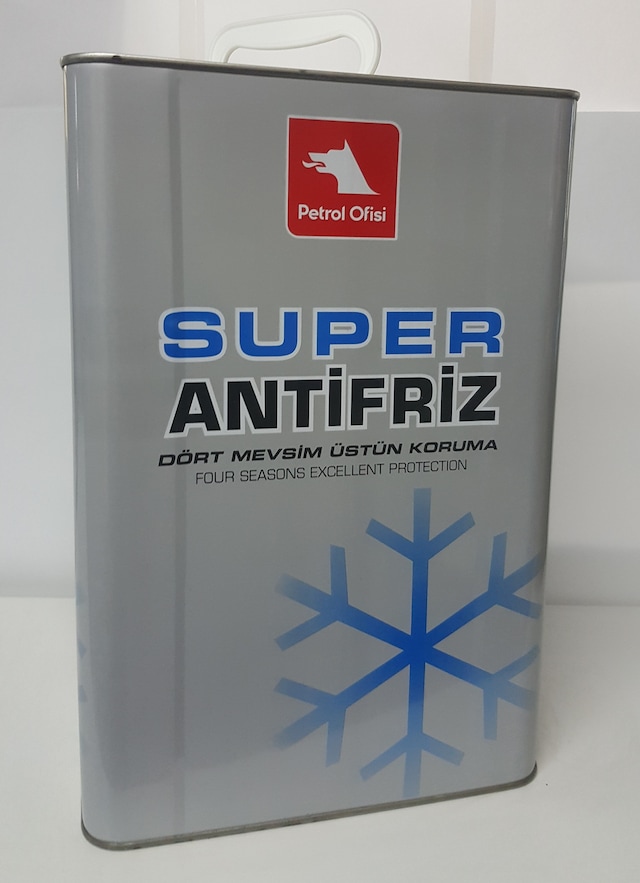 Petrol Ofisi
SUPER
ANTİFRİZ
DÖRT MEVSİM ÜSTÜN KORUMA
FOUR SEASONS EXCELLENT PROTECTION